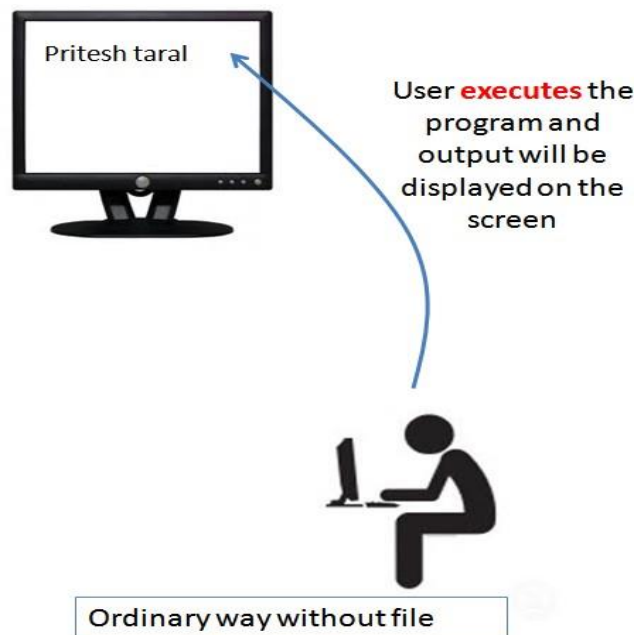 Pritesh taral
User executes the
program and
output will be
displayed on the
screen
Ordinary way without file